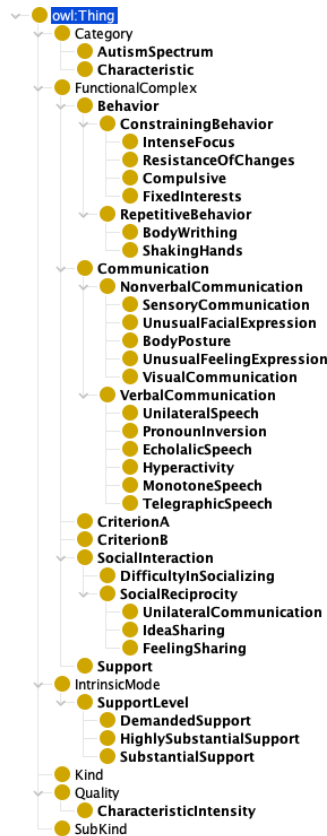 owl:Thing
Category
AutismSpectrum
Characteristic
FunctionalComplex
Behavior
ConstrainingBehavior
IntenseFocus
ResistanceOfChanges
Compulsive
FixedInterests
RepetitiveBehavior
BodyWrithing
ShakingHands
Communication
NonverbalCommunication
SensoryCommunication
UnusualFacialExpression
BodyPosture
UnusualFeelingExpression
VisualCommunication
VerbalCommunication
UnilateralSpeech
PronounInversion
EcholalicSpeech
Hyperactivity
MonotoneSpeech
TelegraphicSpeech
CriterionA
CriterionB
SocialInteraction
DifficultyInSocializing
SocialReciprocity
UnilateralCommunication
IdeaSharing
FeelingSharing
Support
IntrinsicMode
SupportLevel
DemandedSupport
HighlySubstantialSupport
SubstantialSupport
Kind
Quality
CharacteristicIntensity
SubKind